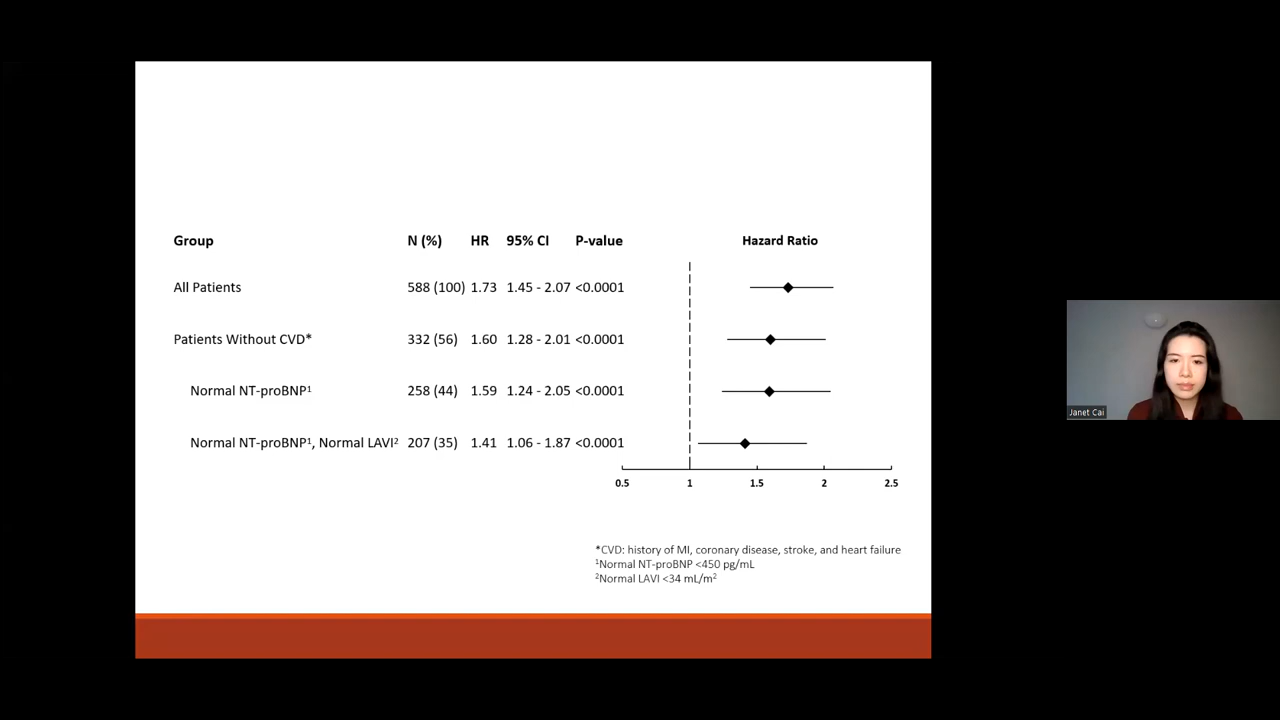 Group N (%) HR 95% CI P-value Hazard Ratio
All Patients 588 (100) 1.73 1.45 - 2.07 <0.0001
Patients Without CVD* 332 (56) 1.60 1.28 - 2.01 <0.0001
Normal NT-proBNP¹ 258 (44) 1.59 1.24 - 2.05 <0.0001
Normal NT-proBNP¹, Normal LAVI² 207 (35) 1.41 1.06 - 1.87 <0.0001
0.5 1 1.5 2 2.5
*CVD: history of MI, coronary disease, stroke, and heart failure
¹Normal NT-proBNP <450 pg/mL
²Normal LAVI <34 mL/m²
Janet Cai